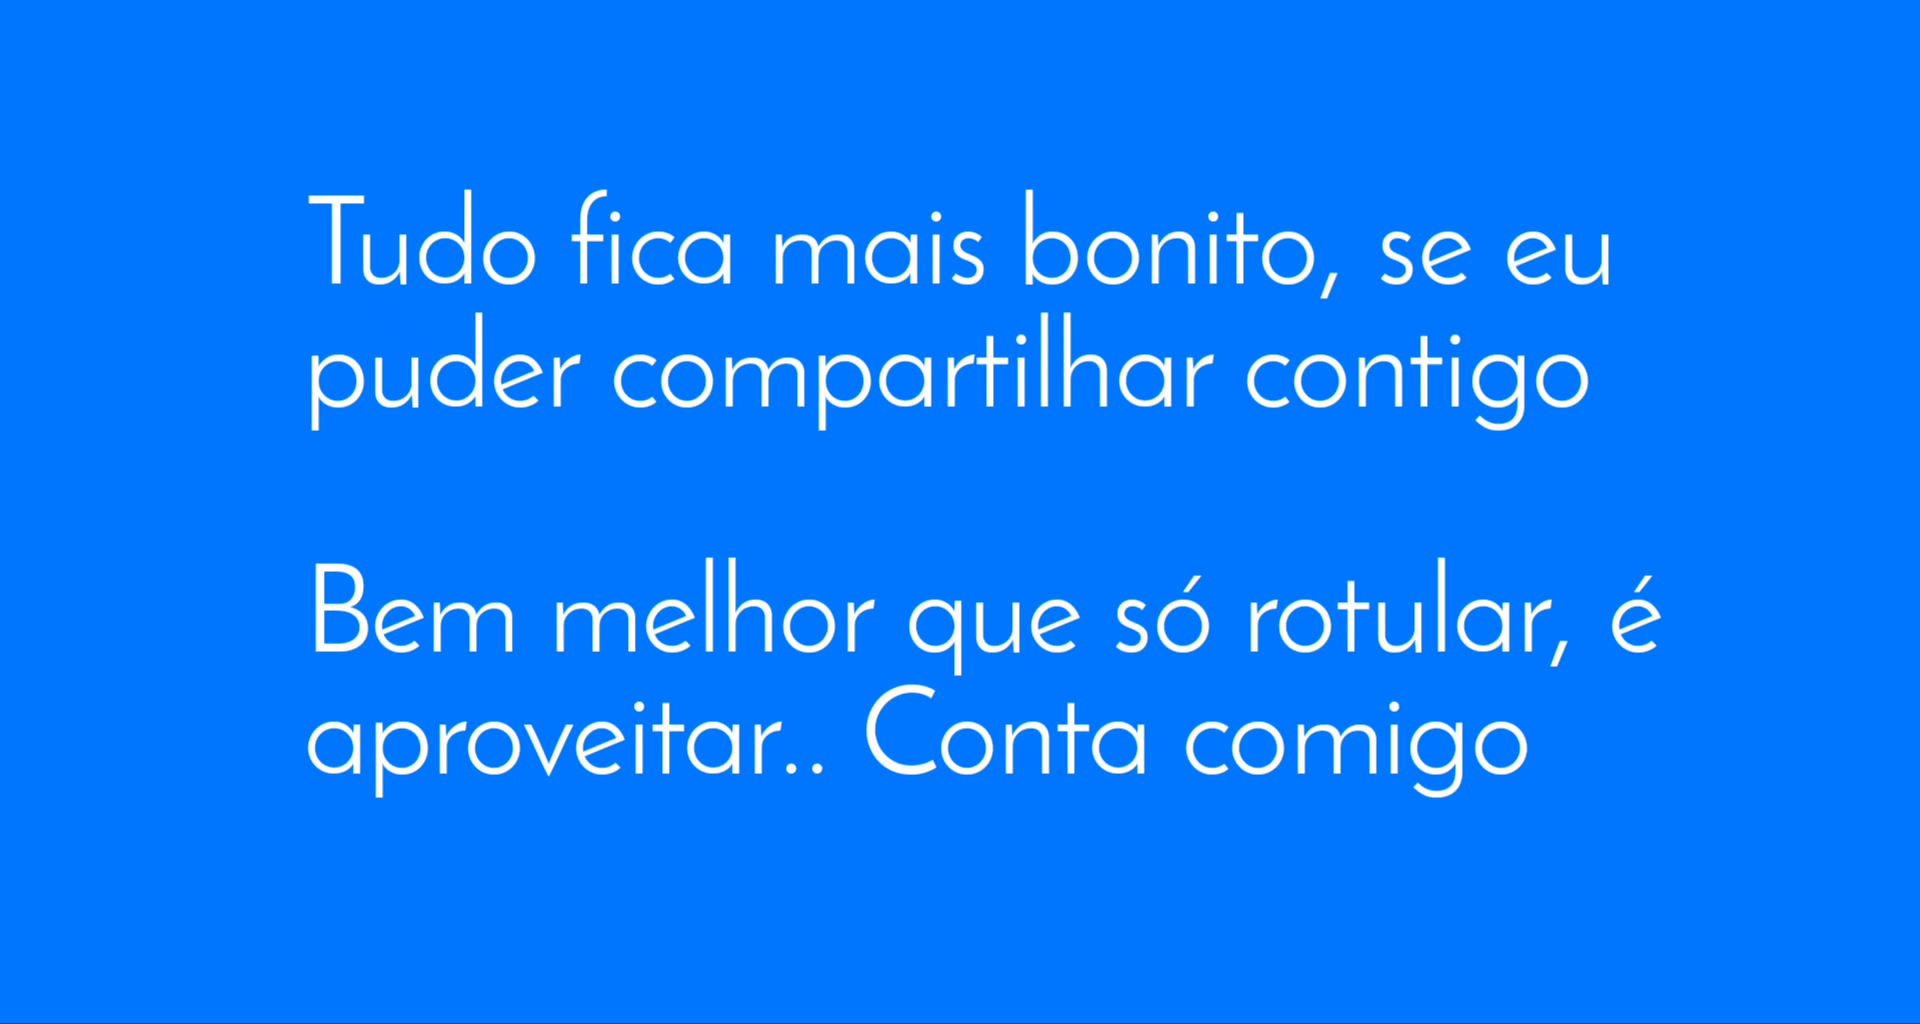 Tudo fica mais bonito, se eu
puder compartilhar contigo
Bem melhor que só rotular, é
aproveitar.. Conta comigo